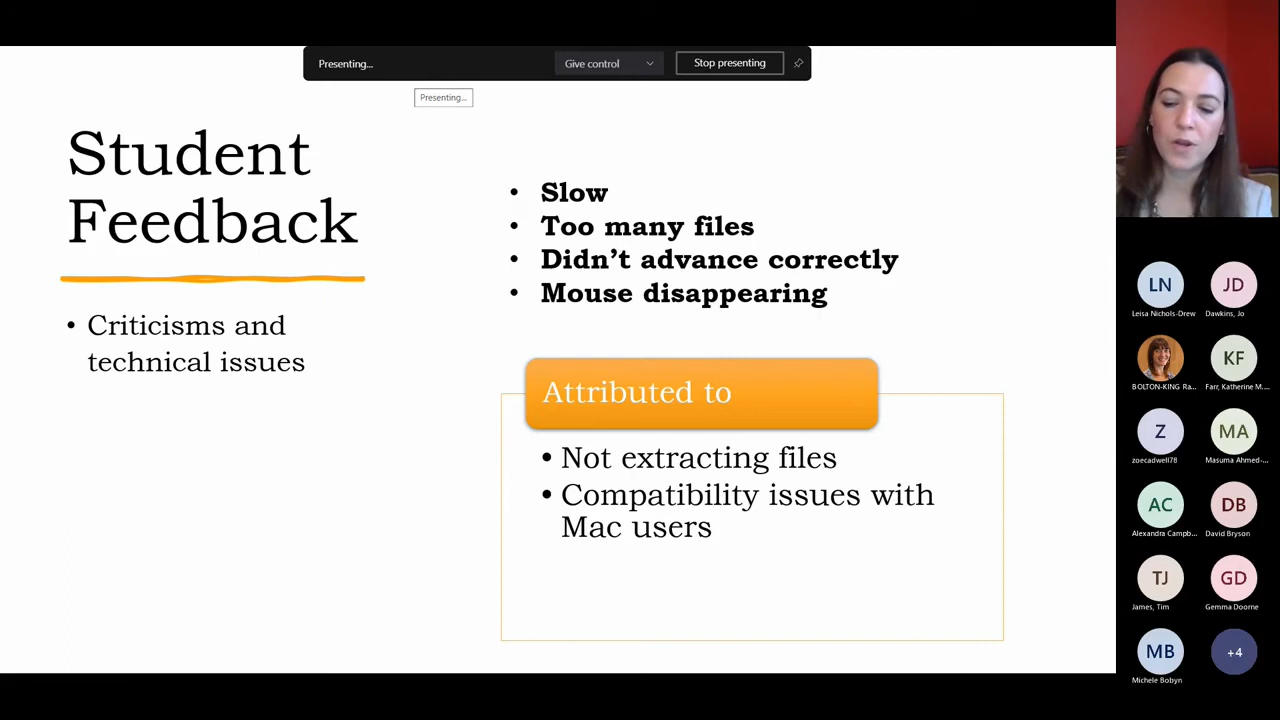 Presenting...
Give control
Stop presenting
Presenting...
Student
Feedback
• Criticisms and
technical issues
• Slow
• Too many files
• Didn't advance correctly
• Mouse disappearing
Attributed to
• Not extracting files
• Compatibility issues with
Mac users
LN
JD
Leisa Nichols-Drew
Dawkins, Jo
KF
BOLTON-KING Ra...
Farr, Katherine M....
Z
MA
zoecadwell78
Masuma Ahmed-...
AC
DB
Alexandra Campb...
David Bryson
TJ
GD
James, Tim
Gemma Doorne
MB
+4
Michele Bobyn